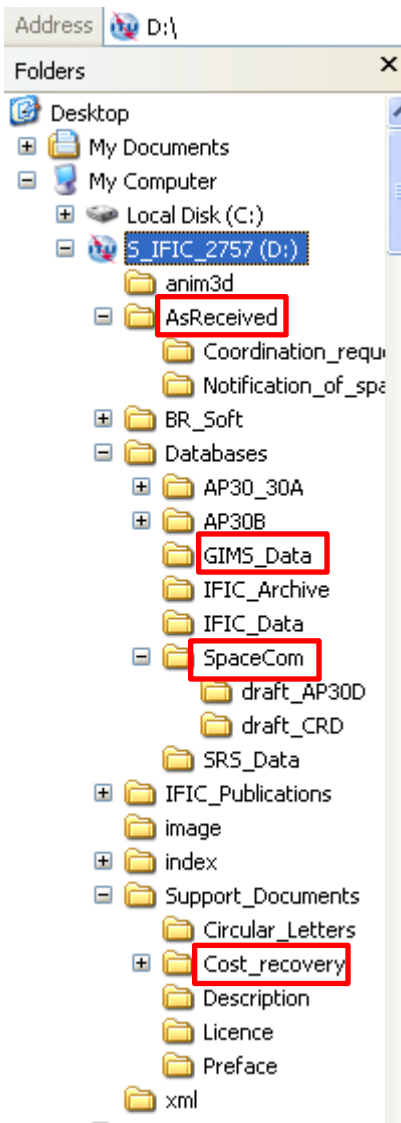 Address D:\
Folders
Desktop
My Documents
My Computer
Local Disk (C:)
S_IFIC_2757 (D:)
anim3d
AsReceived
Coordination_requ
Notification_of_spa
BR_Soft
Databases
AP30_30A
AP30B
GIMS_Data
IFIC_Archive
IFIC_Data
SpaceCom
draft_AP30D
draft_CRD
SRS_Data
IFIC_Publications
image
index
Support_Documents
Circular_Letters
Cost_recovery
Description
Licence
Preface
xml